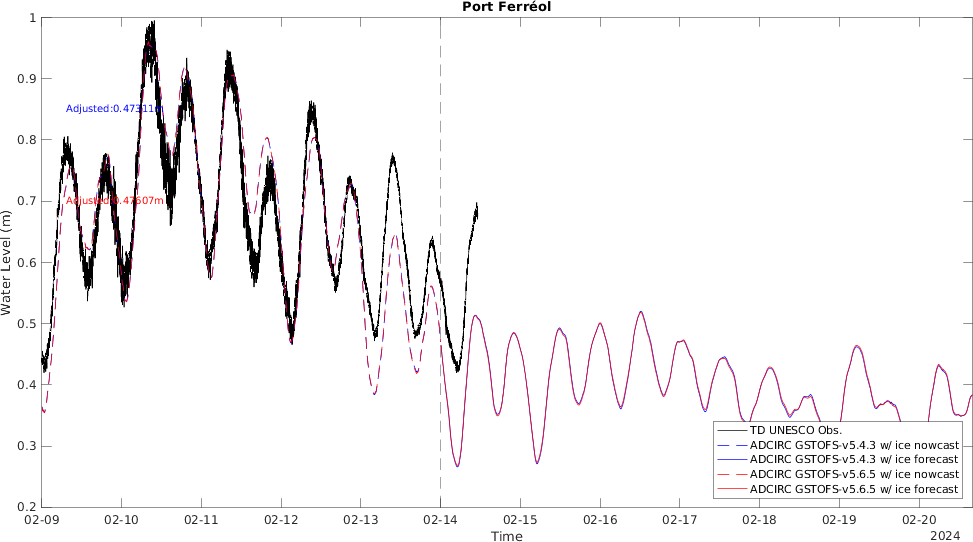 Port Ferréol
1
0.9
Adjusted:0.47311m
0.8
0.7
Adjusted:0.47607m
0.6
0.5
0.4
0.3
0.2
Water Level (m)
TD UNESCO Obs.
ADCIRC GSTOFS-v5.4.3 w/ ice nowcast
ADCIRC GSTOFS-v5.4.3 w/ ice forecast
ADCIRC GSTOFS-v5.6.5 w/ ice nowcast
ADCIRC GSTOFS-v5.6.5 w/ ice forecast
02-09 02-10 02-11 02-12 02-13 02-14 02-15 02-16 02-17 02-18 02-19 02-20
Time
2024